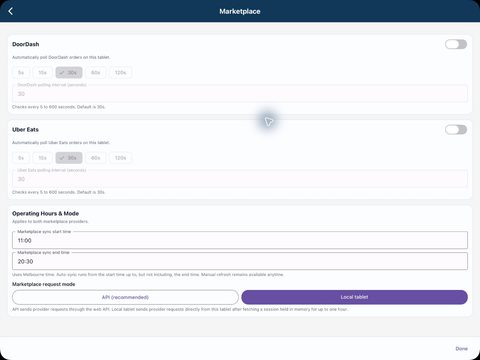 Marketplace
DoorDash
Automatically poll DoorDash orders on this tablet.
5s 15s 30s 60s 120s
DoorDash polling interval (seconds)
30
Checks every 5 to 600 seconds. Default is 30s.
Uber Eats
Automatically poll Uber Eats orders on this tablet.
5s 15s 30s 60s 120s
Uber Eats polling interval (seconds)
30
Checks every 5 to 600 seconds. Default is 30s.
Operating Hours & Mode
Applies to both marketplace providers.
Marketplace sync start time
11:00
Marketplace sync end time
20:30
Uses Melbourne time. Auto-sync runs from the start time up to, but not including, the end time. Manual refresh remains available anytime.
Marketplace request mode
API (recommended) Local tablet
API sends provider requests through the web API. Local tablet sends provider requests directly from this tablet after fetching a session held in memory for up to one hour.
Done